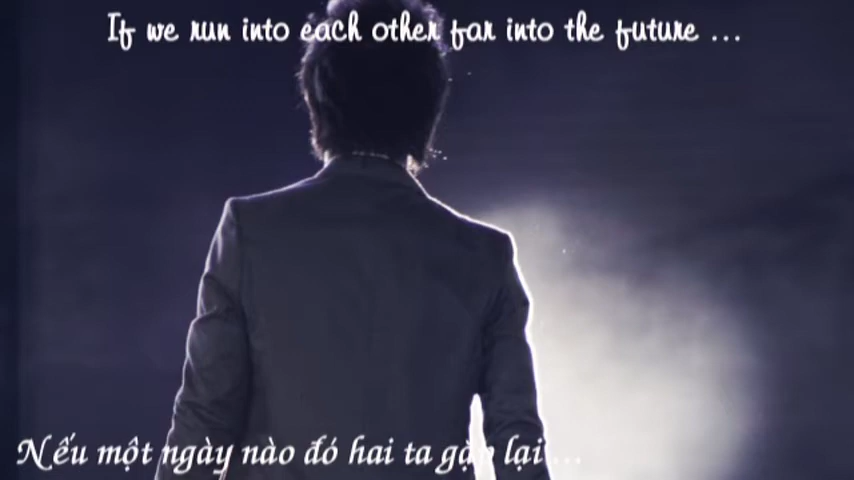 If we run into each other far into the future ...
Nếu một ngày nào đó hai ta gặp lại ...